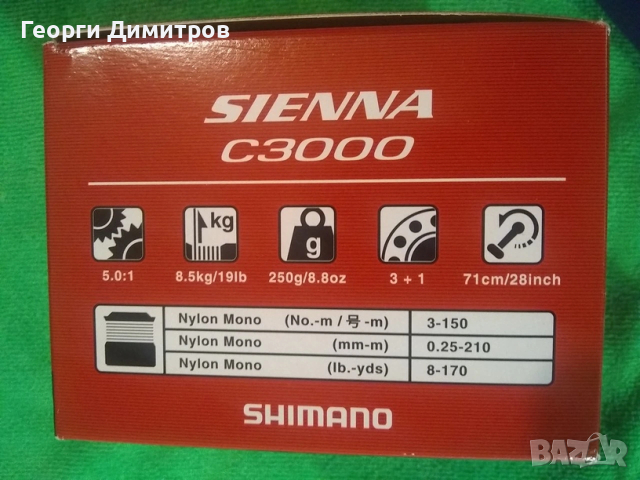 Георги Димитров
SIENNA
C3000
kg
g
5.0:1 8.5kg/19lb 250g/8.8oz 3 + 1 71cm/28inch
Nylon Mono (No.-m / 号-m) 3-150
Nylon Mono (mm-m) 0.25-210
Nylon Mono (lb.-yds) 8-170
SHIMANO
BAZAR